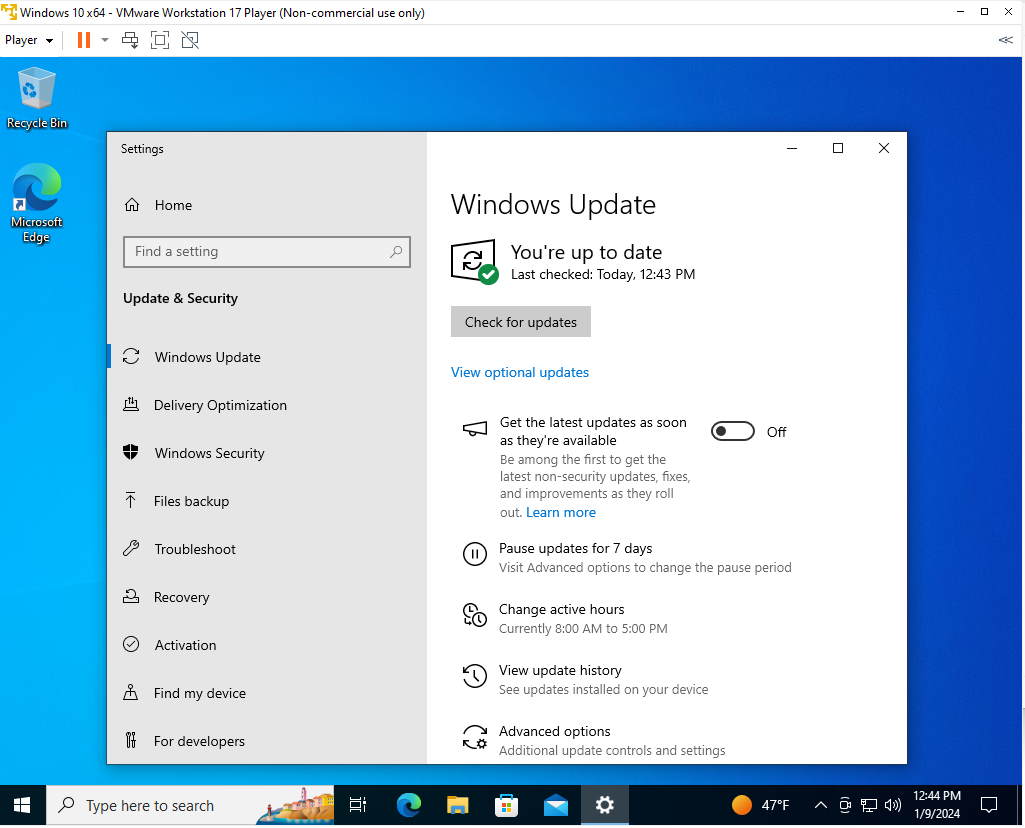 Windows 10 x64 - VMware Workstation 17 Player (Non-commercial use only)
Player
Recycle Bin
Microsoft
Edge
Settings
Home
Find a setting
Update & Security
Windows Update
Delivery Optimization
Windows Security
Files backup
Troubleshoot
Recovery
Activation
Find my device
For developers
Windows Update
You're up to date
Last checked: Today, 12:43 PM
Check for updates
View optional updates
Get the latest updates as soon
as they're available
Off
Be among the first to get the
latest non-security updates, fixes,
and improvements as they roll
out. Learn more
Pause updates for 7 days
Visit Advanced options to change the pause period
Change active hours
Currently 8:00 AM to 5:00 PM
View update history
See updates installed on your device
Advanced options
Additional update controls and settings
Type here to search
47°F
12:44 PM
1/9/2024